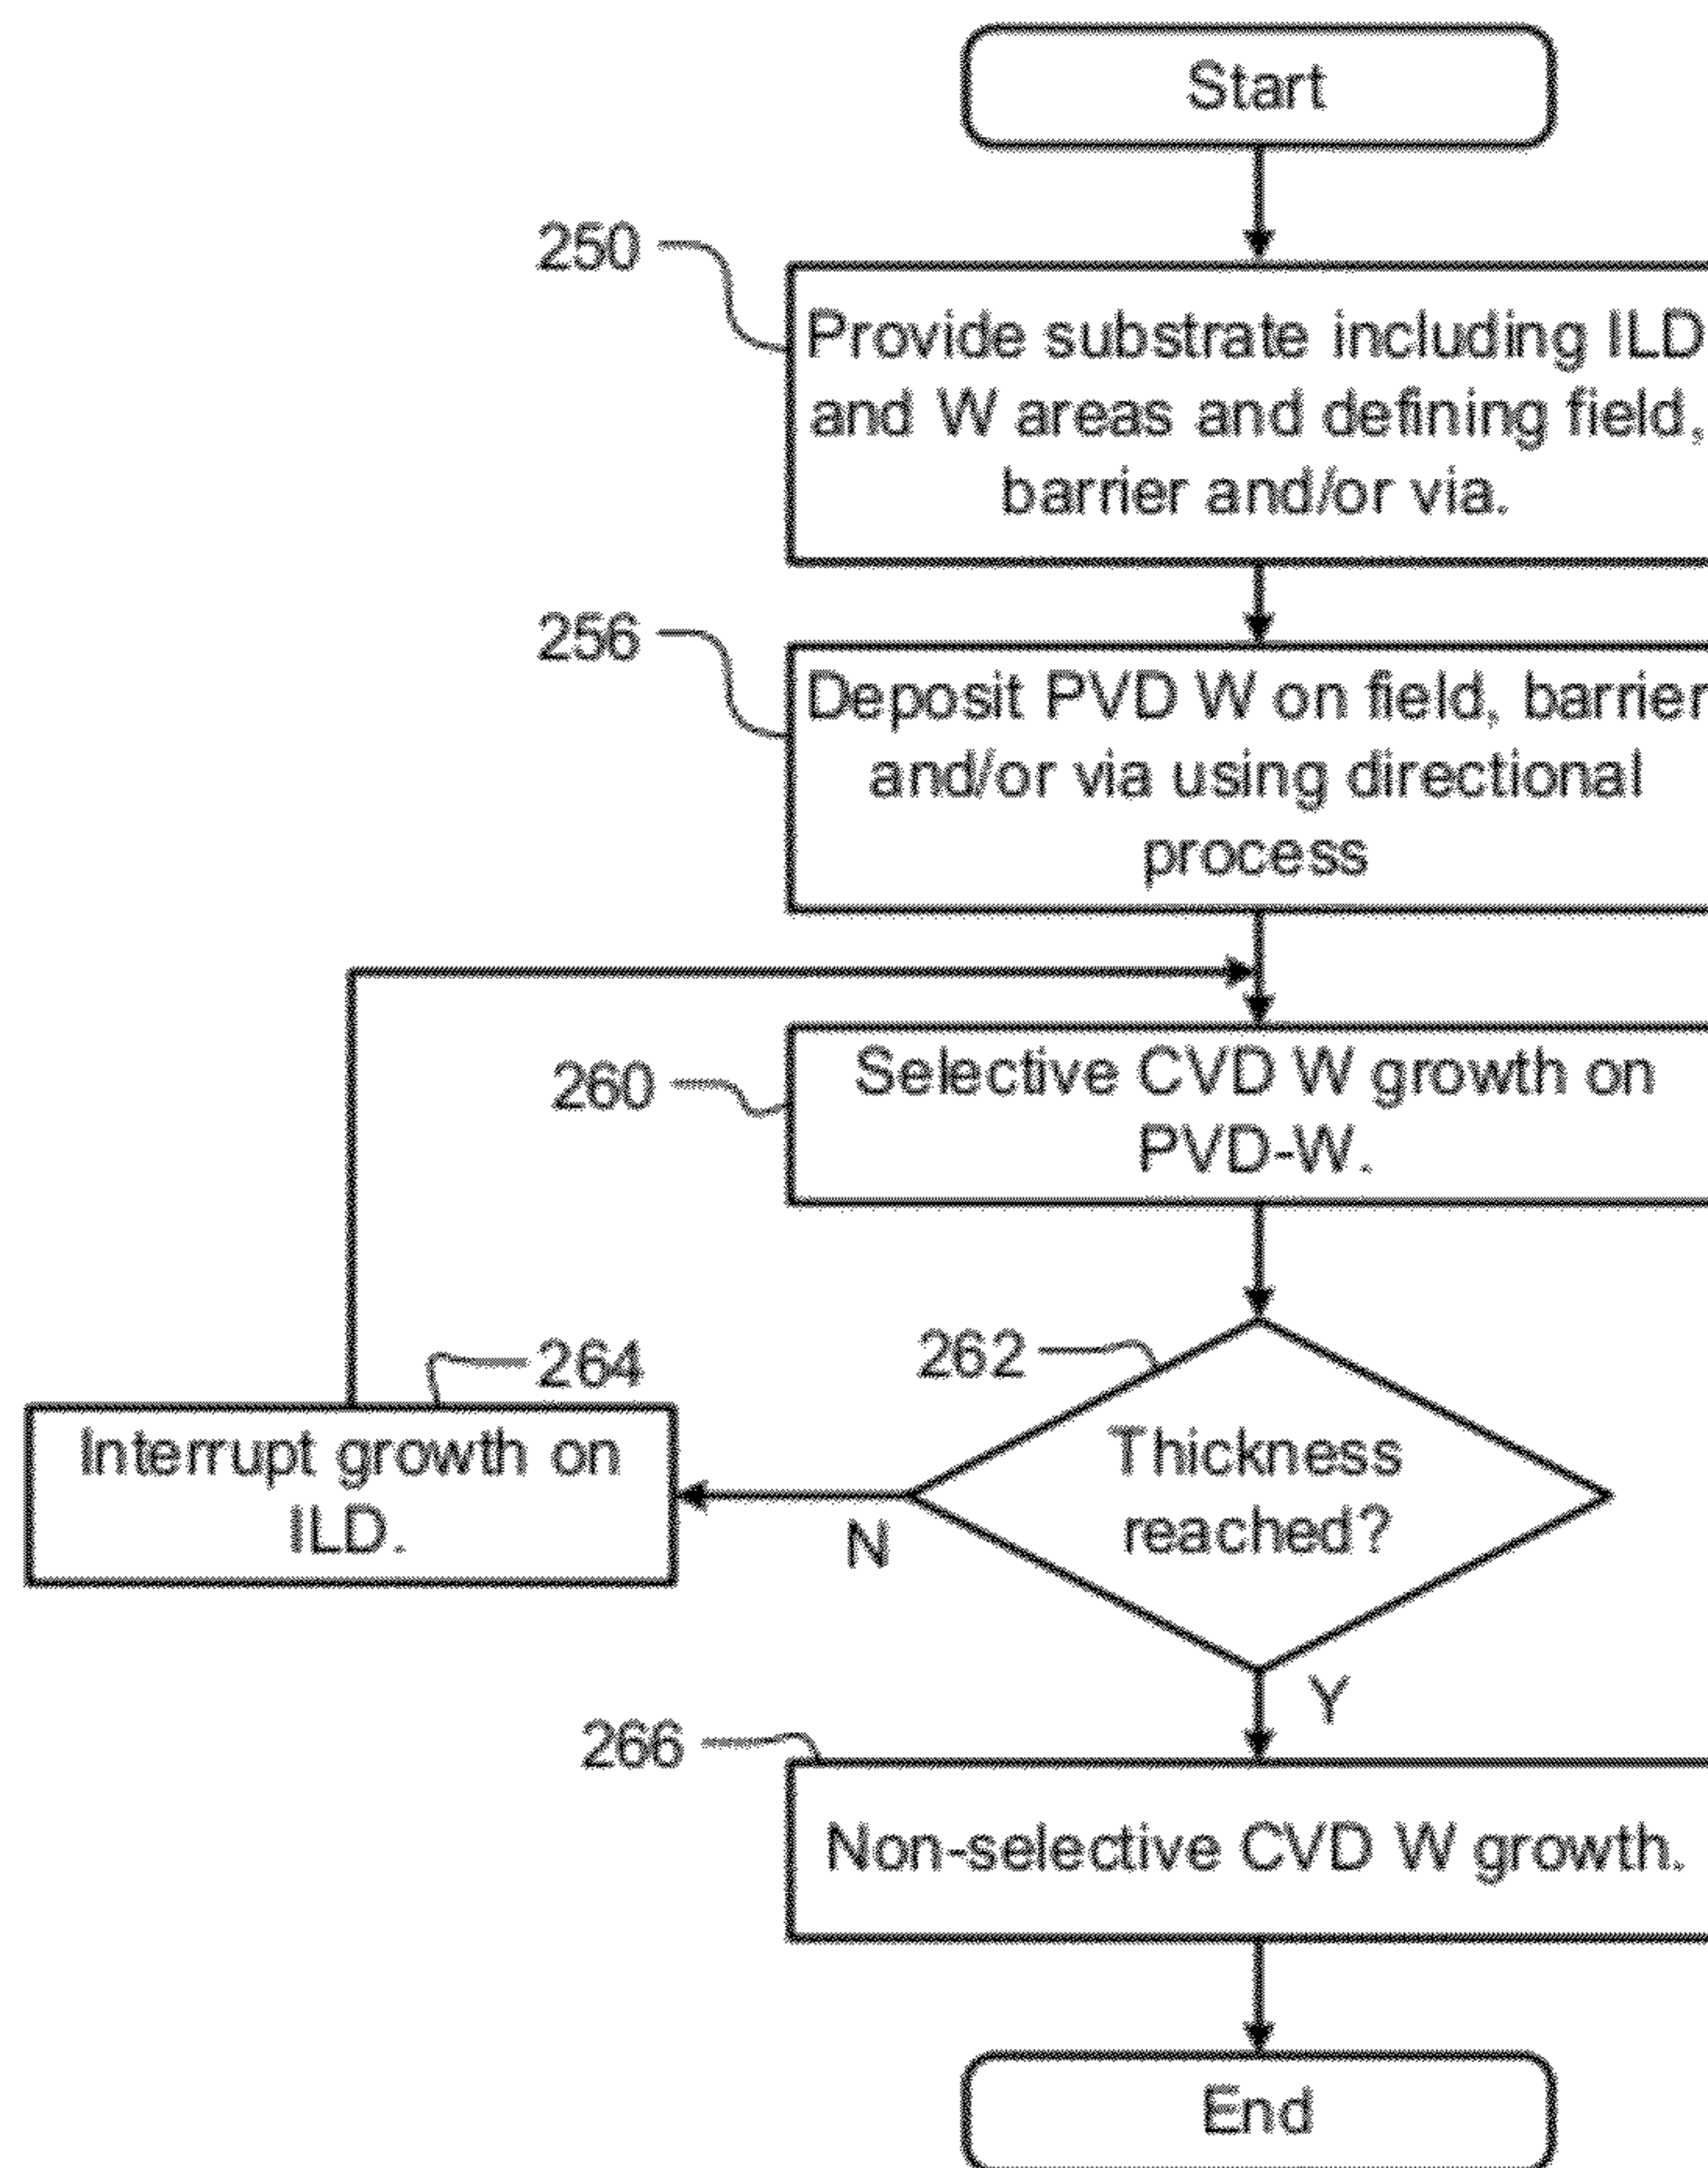 Start
250
Provide substrate including ILD
and W areas and defining field,
barrier and/or via.
256
Deposit PVD W on field, barrier
and/or via using directional
process
260
Selective CVD W growth on
PVD-W.
264
Interrupt growth on
ILD.
262
Thickness
reached?
N
Y
266
Non-selective CVD W growth.
End